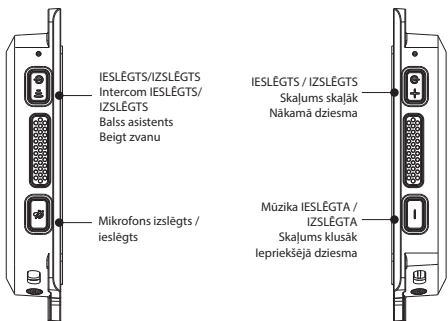 IESLĒGTS/IZSLĒGTS
Intercom IESLĒGTS/
IZSLĒGTS
Balss asistents
Beigt zvanu
Mikrofons izslēgts /
ieslēgts
IESLĒGTS / IZSLĒGTS
Skaļums skaļāk
Nākamā dziesma
Mūzika IESLĒGTA /
IZSLĒGTA
Skaļums klusāk
Iepriekšējā dziesma